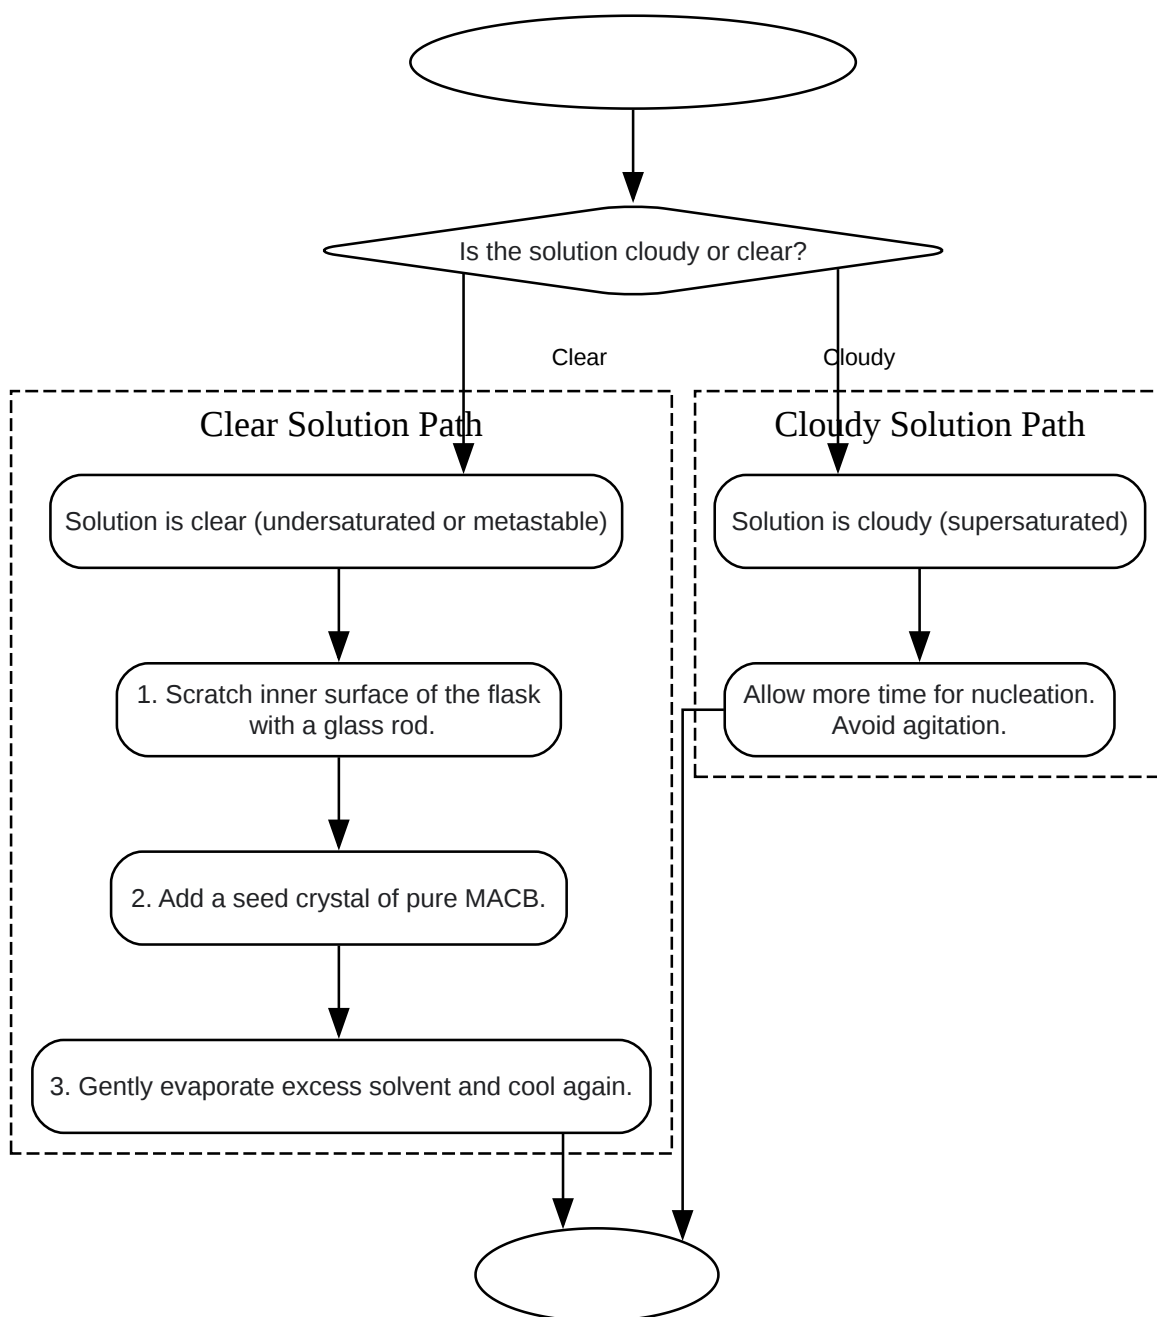 Is the solution cloudy or clear?
Clear
Cloudy
Clear Solution Path
Cloudy Solution Path
Solution is clear (undersaturated or metastable)
Solution is cloudy (supersaturated)
1. Scratch inner surface of the flask
with a glass rod.
Allow more time for nucleation.
Avoid agitation.
2. Add a seed crystal of pure MACB.
3. Gently evaporate excess solvent and cool again.